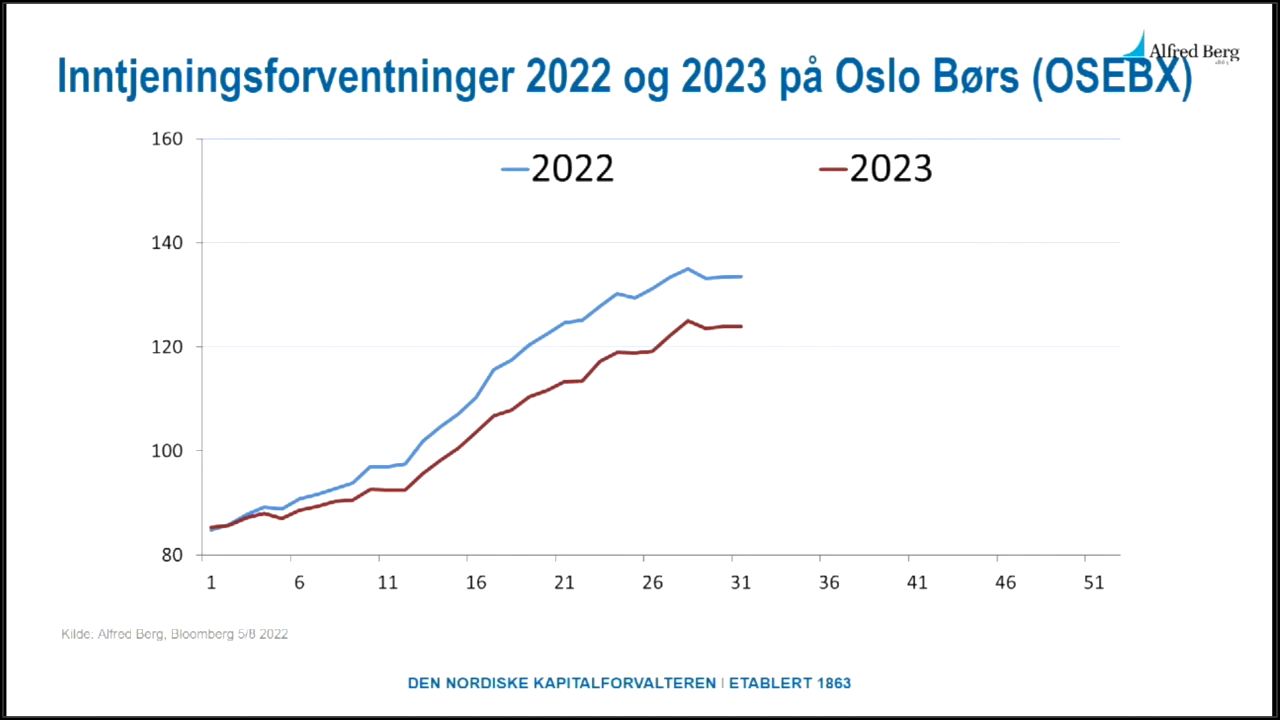 Alfred Berg
Inntjeningsforventninger 2022 og 2023 på Oslo Børs (OSEBX)
160
2022
2023
140
120
100
80
1 6 11 16 21 26 31 36 41 46 51
Kilde: Alfred Berg, Bloomberg 5/8 2022
DEN NORDISKE KAPITALFORVALTEREN | ETABLERT 1863